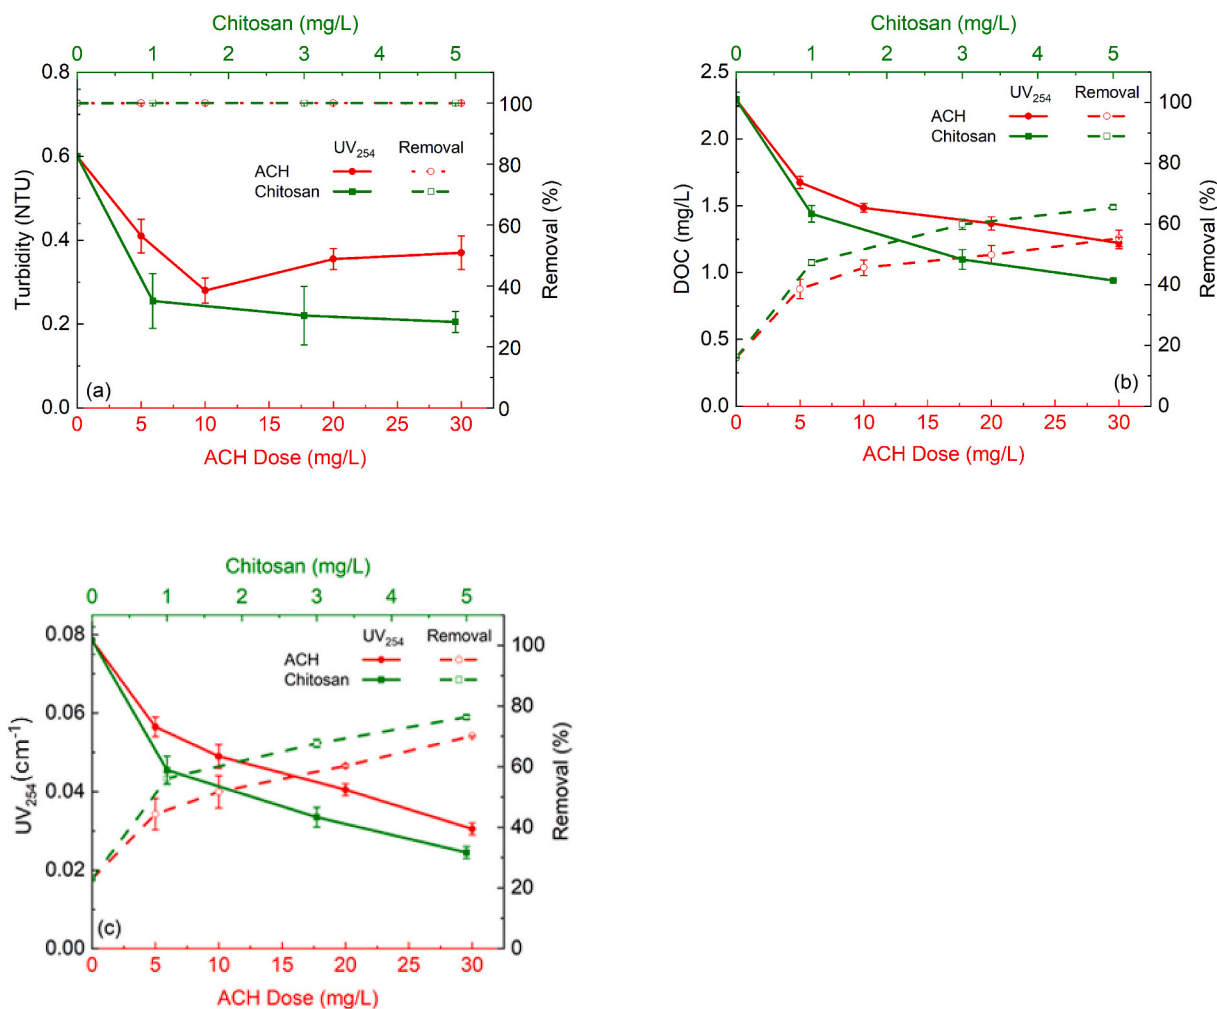 Chitosan (mg/L)
0 1 2 3 4 5
0.8
0.6
0.4
0.2
0.0
Turbidity (NTU)
UV254 Removal
ACH
Chitosan
100
80
60
40
20
0
Removal (%)
(a)
0 5 10 15 20 25 30
ACH Dose (mg/L)
Chitosan (mg/L)
0 1 2 3 4 5
2.5
2.0
1.5
1.0
0.5
0.0
DOC (mg/L)
UV254 Removal
ACH
Chitosan
100
80
60
40
20
0
Removal (%)
(b)
0 5 10 15 20 25 30
ACH Dose (mg/L)
Chitosan (mg/L)
0 1 2 3 4 5
0.08
0.06
0.04
0.02
0.00
UV254(cm-1)
UV254 Removal
ACH
Chitosan
100
80
60
40
20
0
Removal (%)
(c)
0 5 10 15 20 25 30
ACH Dose (mg/L)